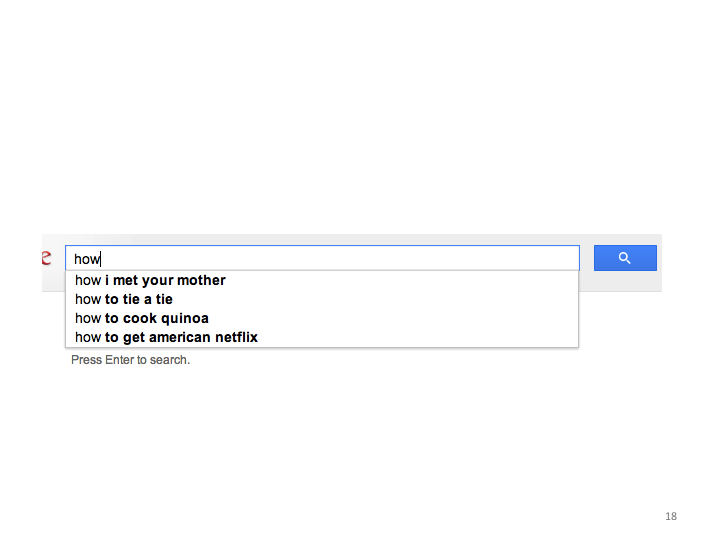 e how
how i met your mother
how to tie a tie
how to cook quinoa
how to get american netflix
Press Enter to search.
18